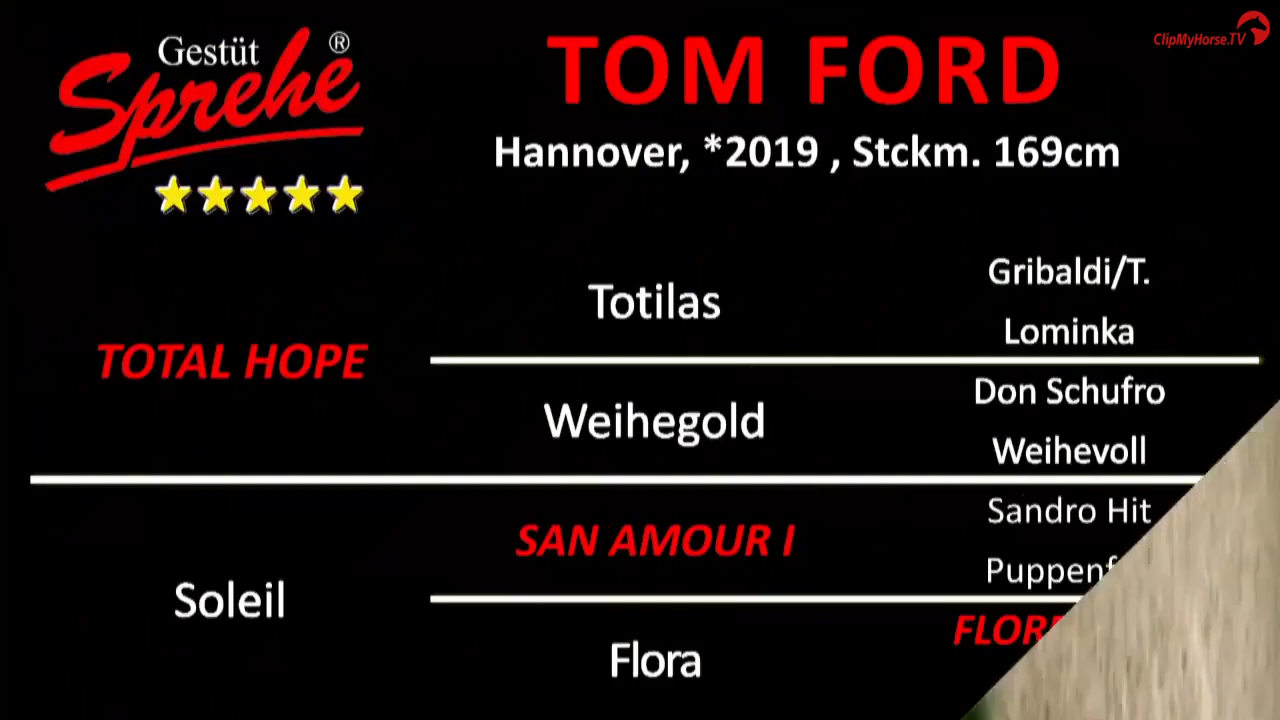 Gestüt ®
Sprehe
ClipMyHorse.TV
TOM FORD
Hannover, *2019 , Stckm. 169cm
Gribaldi/T.
Totilas
Lominka
TOTAL HOPE
Don Schufro
Weihegold
Weihevoll
Sandro Hit
SAN AMOUR I
Soleil
Flora